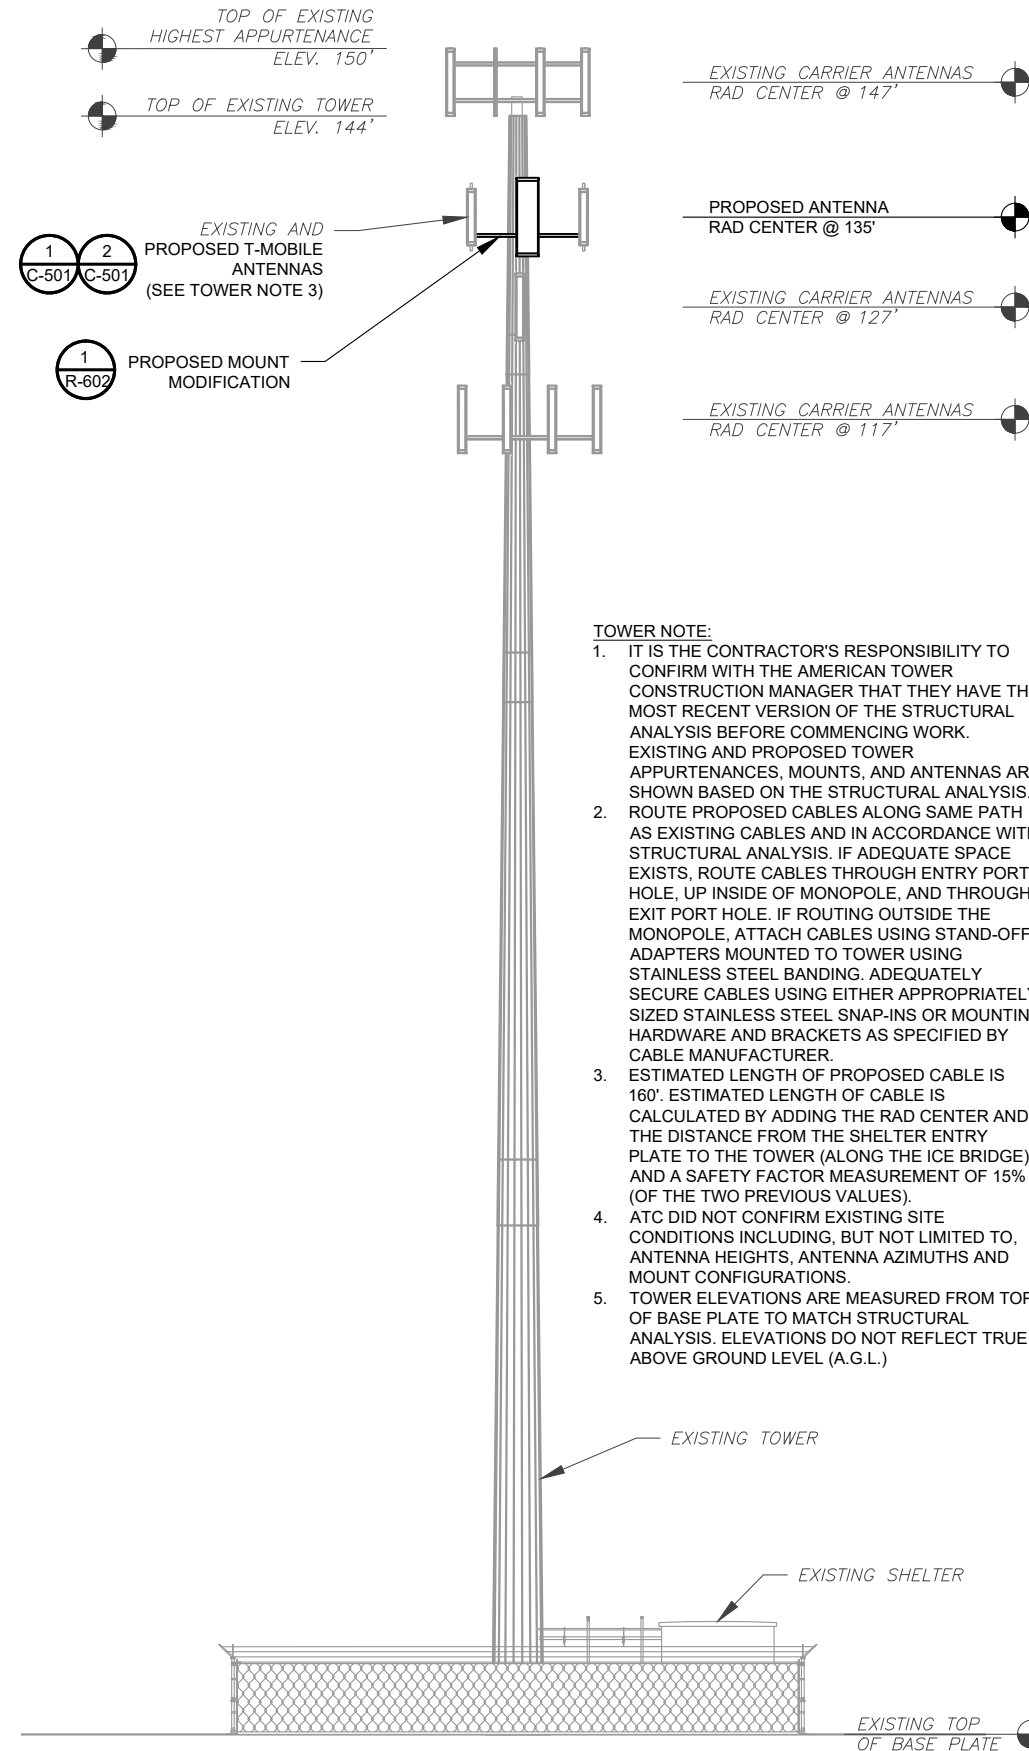 TOP OF EXISTING
HIGHEST APPURTENANCE
ELEV. 150'
TOP OF EXISTING TOWER
ELEV. 144'
EXISTING CARRIER ANTENNAS
RAD CENTER @ 147'
PROPOSED ANTENNA
RAD CENTER @ 135'
EXISTING CARRIER ANTENNAS
RAD CENTER @ 127'
EXISTING CARRIER ANTENNAS
RAD CENTER @ 117'
1
C-501
2
C-501
EXISTING AND
PROPOSED T-MOBILE
ANTENNAS
(SEE TOWER NOTE 3)
1
R-602
PROPOSED MOUNT
MODIFICATION
TOWER NOTE:
1. IT IS THE CONTRACTOR'S RESPONSIBILITY TO
CONFIRM WITH THE AMERICAN TOWER
CONSTRUCTION MANAGER THAT THEY HAVE TH
MOST RECENT VERSION OF THE STRUCTURAL
ANALYSIS BEFORE COMMENCING WORK.
EXISTING AND PROPOSED TOWER
APPURTENANCES, MOUNTS, AND ANTENNAS AR
SHOWN BASED ON THE STRUCTURAL ANALYSIS.
2. ROUTE PROPOSED CABLES ALONG SAME PATH
AS EXISTING CABLES AND IN ACCORDANCE WITH
STRUCTURAL ANALYSIS. IF ADEQUATE SPACE
EXISTS, ROUTE CABLES THROUGH ENTRY PORT
HOLE, UP INSIDE OF MONOPOLE, AND THROUGH
EXIT PORT HOLE. IF ROUTING OUTSIDE THE
MONOPOLE, ATTACH CABLES USING STAND-OFF
ADAPTERS MOUNTED TO TOWER USING
STAINLESS STEEL BANDING. ADEQUATELY
SECURE CABLES USING EITHER APPROPRIATELY
SIZED STAINLESS STEEL SNAP-INS OR MOUNTIN
HARDWARE AND BRACKETS AS SPECIFIED BY
CABLE MANUFACTURER.
3. ESTIMATED LENGTH OF PROPOSED CABLE IS
160'. ESTIMATED LENGTH OF CABLE IS
CALCULATED BY ADDING THE RAD CENTER AND
THE DISTANCE FROM THE SHELTER ENTRY
PLATE TO THE TOWER (ALONG THE ICE BRIDGE)
AND A SAFETY FACTOR MEASUREMENT OF 15%
(OF THE TWO PREVIOUS VALUES).
4. ATC DID NOT CONFIRM EXISTING SITE
CONDITIONS INCLUDING, BUT NOT LIMITED TO,
ANTENNA HEIGHTS, ANTENNA AZIMUTHS AND
MOUNT CONFIGURATIONS.
5. TOWER ELEVATIONS ARE MEASURED FROM TOP
OF BASE PLATE TO MATCH STRUCTURAL
ANALYSIS. ELEVATIONS DO NOT REFLECT TRUE
ABOVE GROUND LEVEL (A.G.L.)
EXISTING TOWER
EXISTING SHELTER
EXISTING TOP
OF BASE PLATE